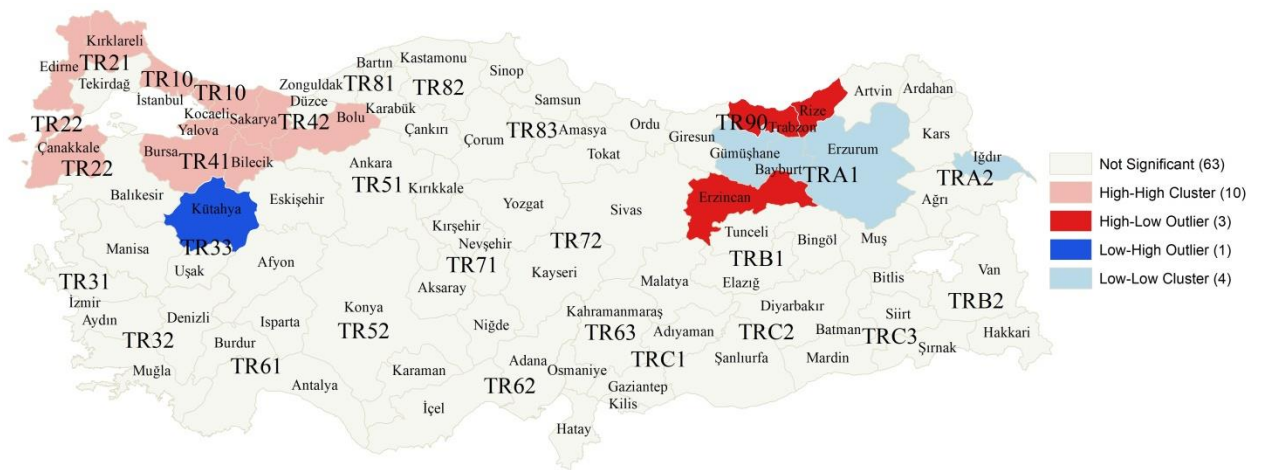 Kırklareli
Edirne
TR21
Tekirdağ
TR10
TR10
İstanbul
Kocaeli
Yalova
Sakarya
Zonguldak
Düzce
TR42
Bolu
Bartın
TR81
Karabük
Kastamonu
TR82
Sinop
Çankırı
Çorum
Samsun
TR83
Amasya
Tokat
Ordu
Giresun
TR90
Trabzon
Rize
Artvin
Ardahan
Kars
Gümüşhane
Bayburt
Erzurum
TRA1
Iğdır
TRA2
Ağrı
TR22
Çanakkale
TR22
Bursa
TR41
Bilecik
Balıkesir
Kütahya
TR33
Eskişehir
Ankara
TR51
Kırıkkale
Yozgat
Sivas
Erzincan
Tunceli
TRB1
Bingöl
Muş
Elazığ
Malatya
Bitlis
Van
TRB2
Hakkari
Manisa
Uşak
Afyon
Kırşehir
Nevşehir
TR71
Aksaray
TR72
Kayseri
TR31
İzmir
Aydın
TR32
Denizli
Muğla
Isparta
Burdur
TR61
Antalya
Konya
TR52
Karaman
Niğde
TR62
Adana
Osmaniye
İçel
Hatay
Kahramanmaraş
TR63
Adıyaman
TRC1
Gaziantep
Kilis
Şanlıurfa
Diyarbakır
TRC2
Batman
Mardin
Siirt
TRC3
Şırnak
Not Significant (63)
High-High Cluster (10)
High-Low Outlier (3)
Low-High Outlier (1)
Low-Low Cluster (4)